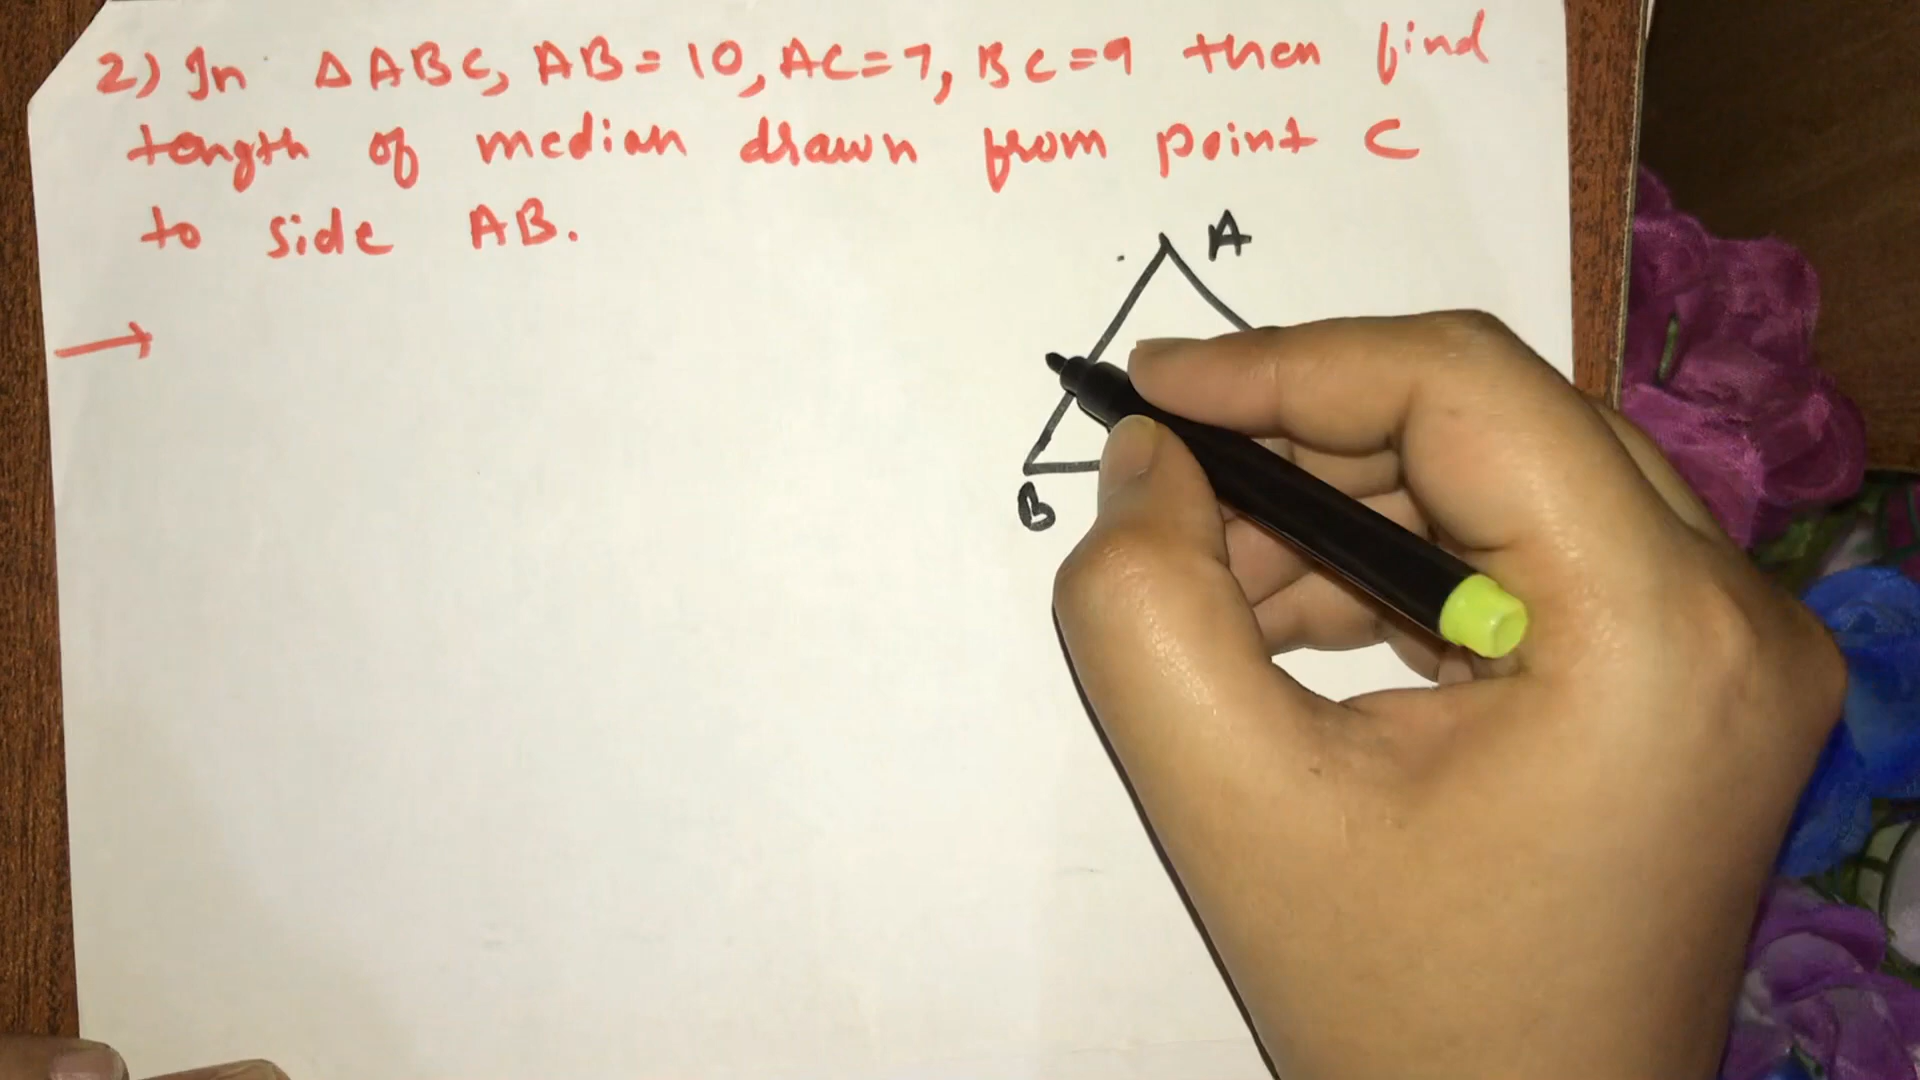 2) In △ABC, AB=10, AC=7, BC=9 then find
length of median drawn from point C
to side AB.
A
B